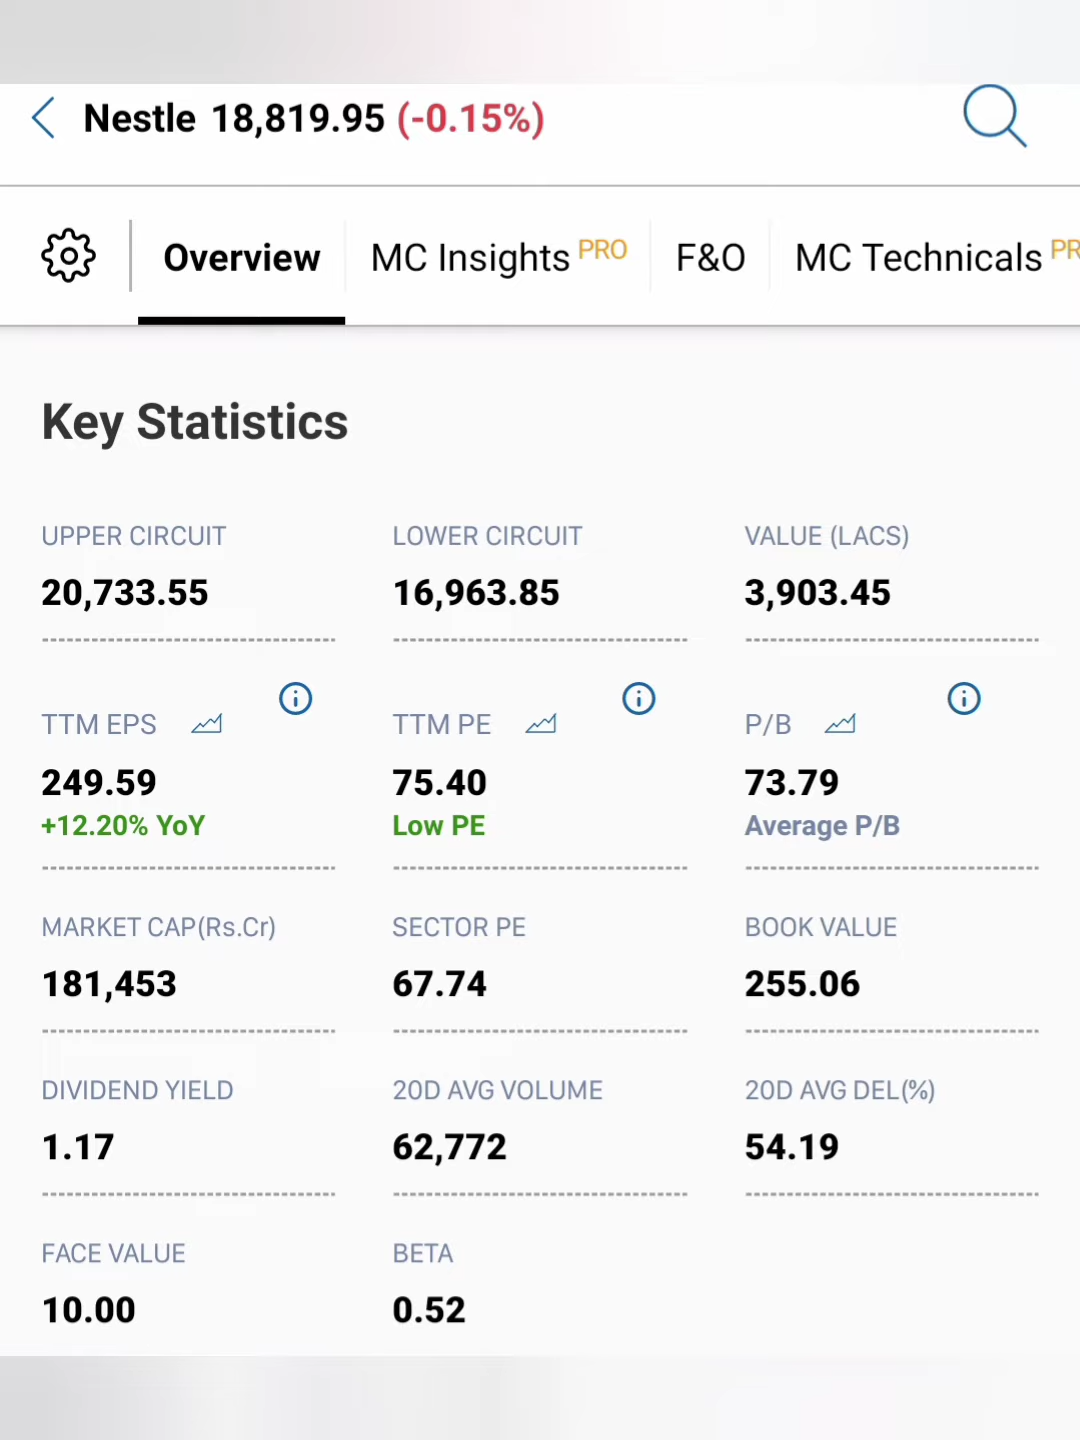 Nestle 18,819.95 (-0.15%)
Overview MC Insights PRO F&O MC Technicals PR
Key Statistics
UPPER CIRCUIT LOWER CIRCUIT VALUE (LACS)
20,733.55 16,963.85 3,903.45
TTM EPS TTM PE P/B
249.59 75.40 73.79
+12.20% YoY Low PE Average P/B
MARKET CAP(Rs.Cr) SECTOR PE BOOK VALUE
181,453 67.74 255.06
DIVIDEND YIELD 20D AVG VOLUME 20D AVG DEL(%)
1.17 62,772 54.19
FACE VALUE BETA
10.00 0.52